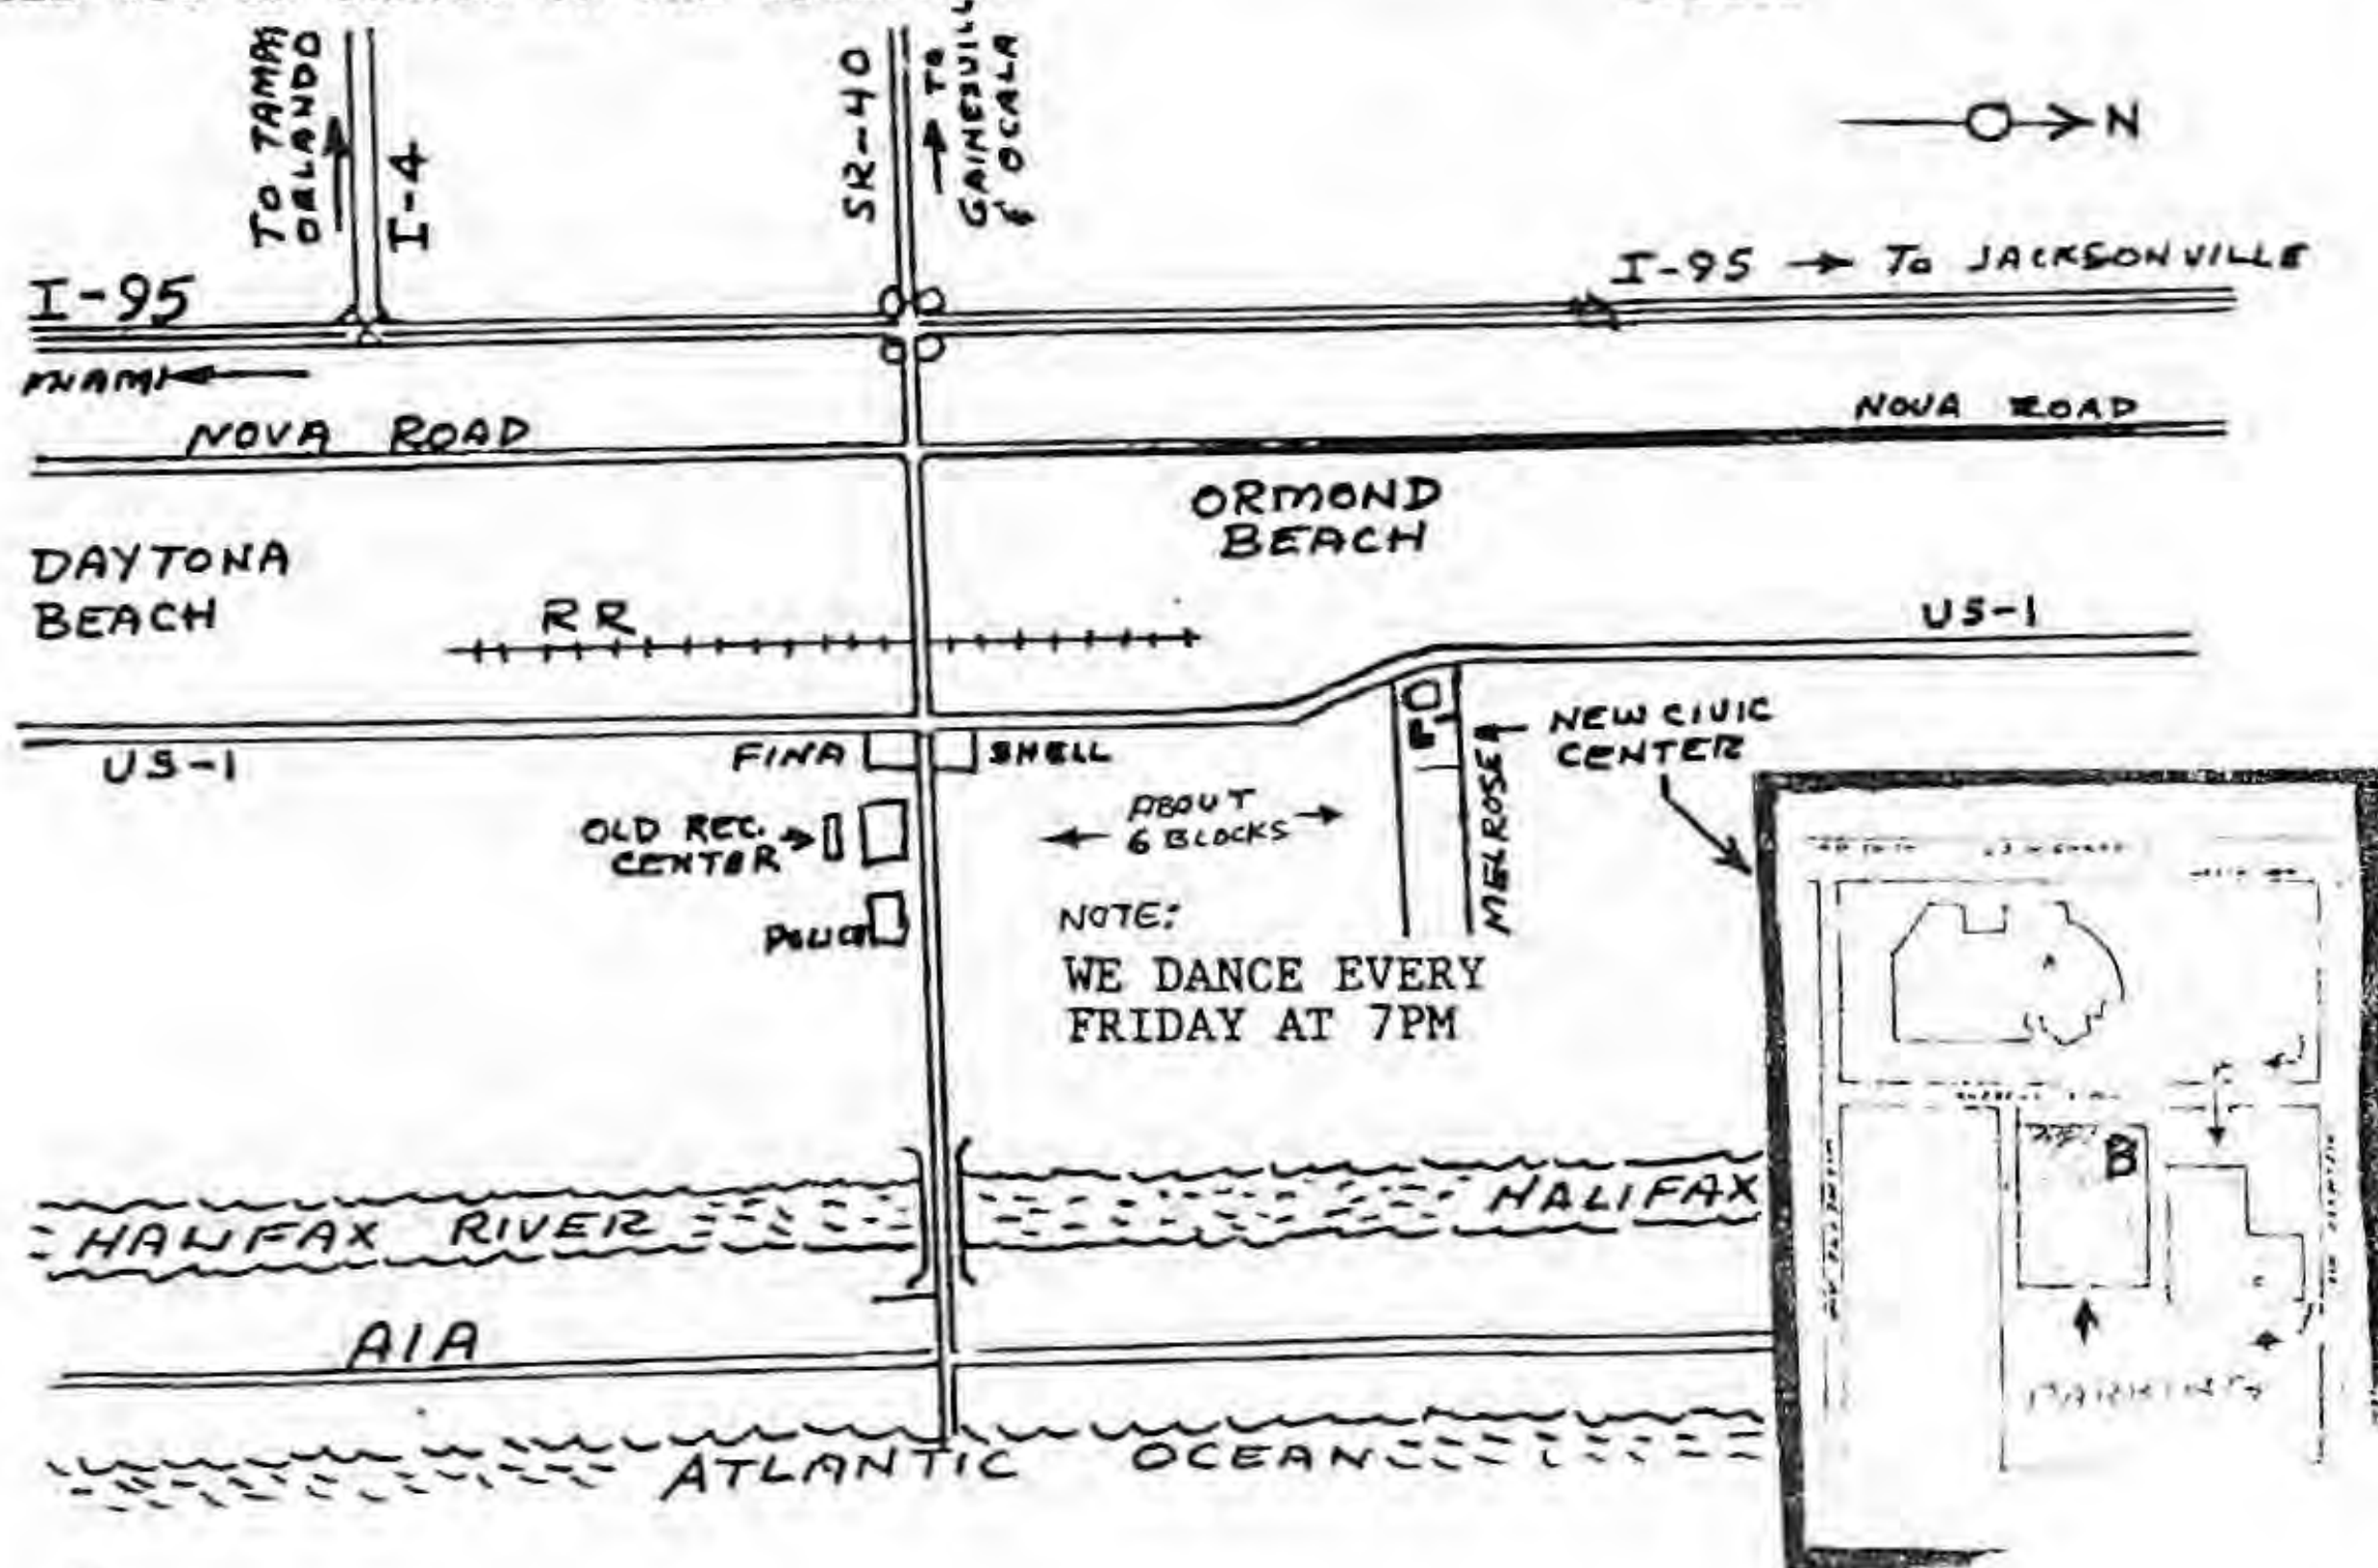 TO TAMPA
ORLANDO
I-4
SR-40
TO
GAINESVILL
& OCALA
N
I-95
I-95 → TO JACKSONVILLE
MIAMI
NOVA ROAD
NOVA ROAD
ORMOND
BEACH
DAYTONA
BEACH
RR
US-1
US-1
FINA
SHELL
NEW CIVIC
CENTER
MELROSE
OLD REC.
CENTER
ABOUT
6 BLOCKS
POLICE
NOTE:
WE DANCE EVERY
FRIDAY AT 7PM
B
HALIFAX RIVER
HALIFAX
A1A
PARKING
ATLANTIC OCEAN